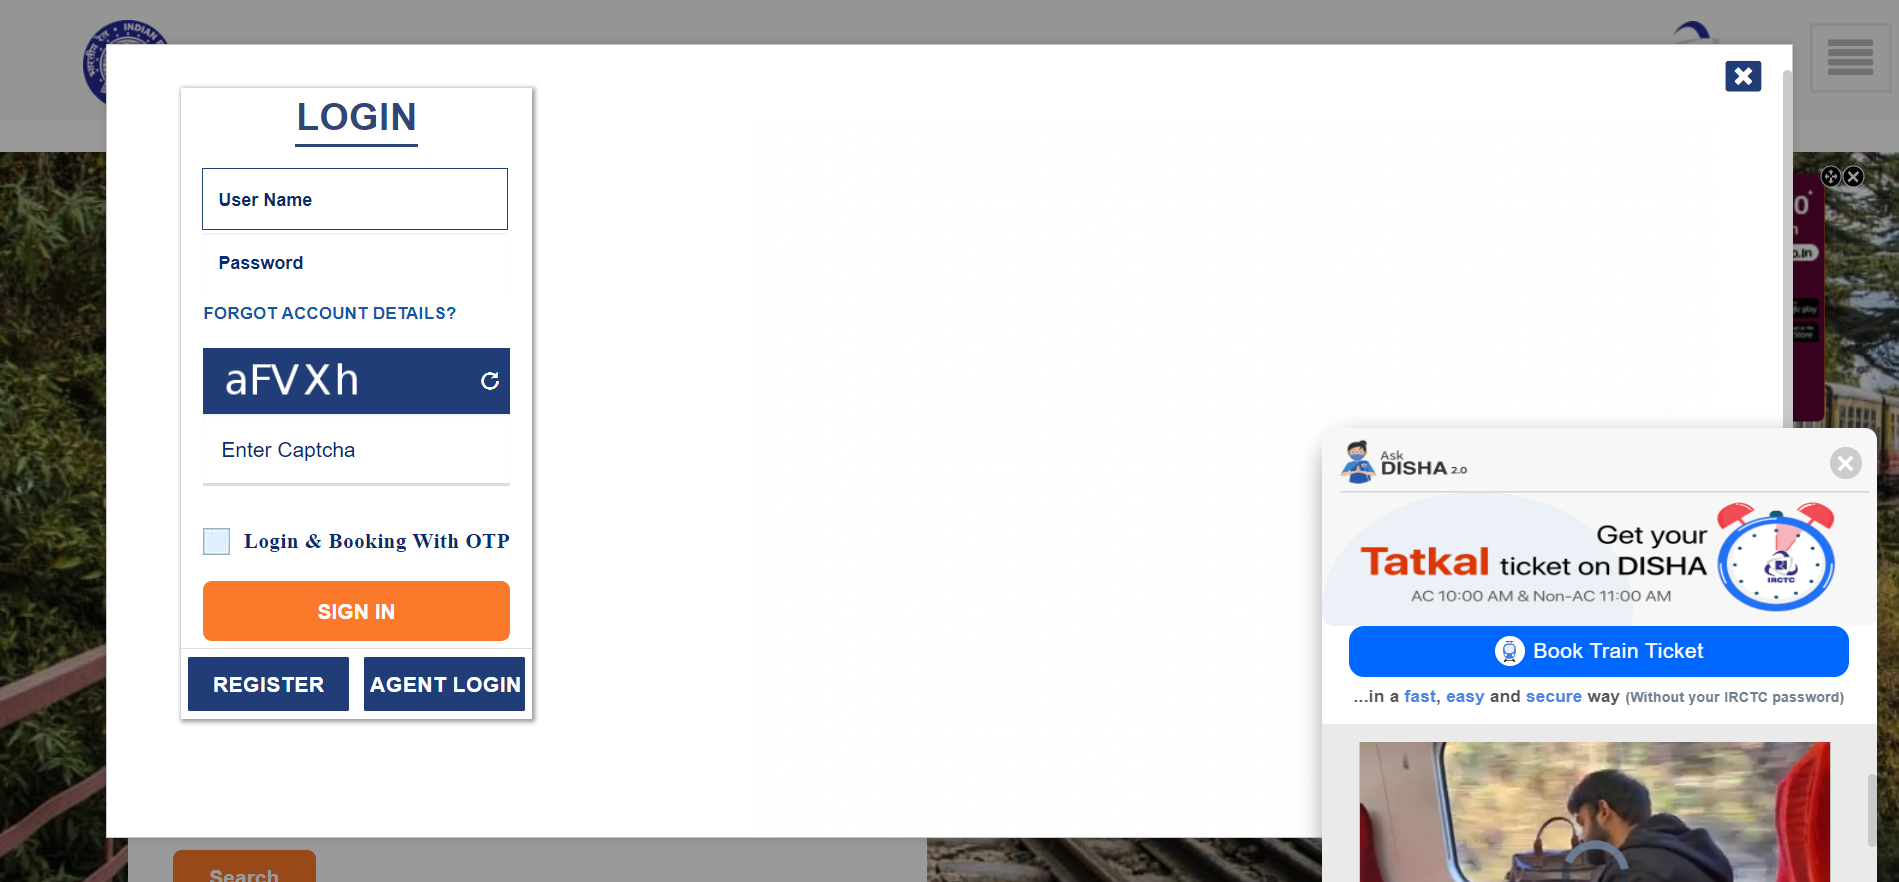 INDIAN
भारतीय रेल
LOGIN
User Name
Password
FORGOT ACCOUNT DETAILS?
aFVXh
Enter Captcha
Login & Booking With OTP
SIGN IN
REGISTER
AGENT LOGIN
Search
Ask
DISHA 2.0
Get your
Tatkal ticket on DISHA
AC 10:00 AM & Non-AC 11:00 AM
IRCTC
Book Train Ticket
...in a fast, easy and secure way (Without your IRCTC password)